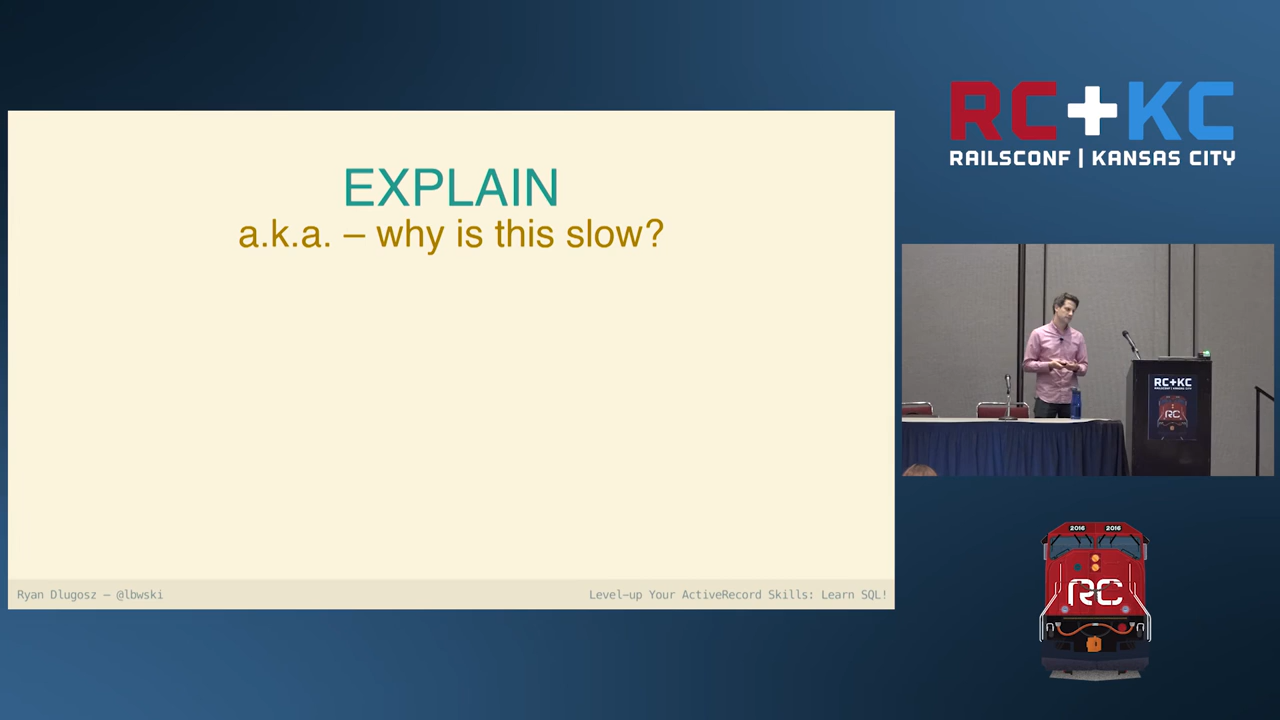 EXPLAIN
a.k.a. – why is this slow?
Ryan Dlugosz – @lbwski
Level-up Your ActiveRecord Skills: Learn SQL!
RC+KC
RAILSCONF | KANSAS CITY
RC+KC
RC
2016 2016
RC